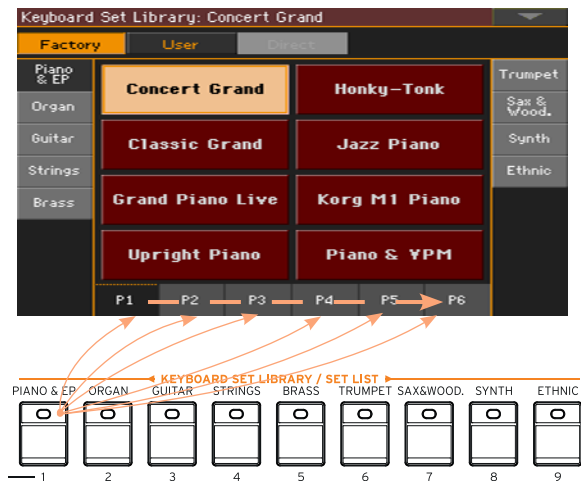 Keyboard Set Library: Concert Grand
Factory User Direct
Piano & EP
Organ
Guitar
Strings
Brass
Concert Grand
Honky-Tonk
Classic Grand
Jazz Piano
Grand Piano Live
Korg M1 Piano
Upright Piano
Piano & ¥PM
Trumpet
Sax & Wood.
Synth
Ethnic
P1 P2 P3 P4 P5 P6
KEYBOARD SET LIBRARY / SET LIST
PIANO & EP ORGAN GUITAR STRINGS BRASS TRUMPET SAX&WOOD. SYNTH ETHNIC
1 2 3 4 5 6 7 8 9